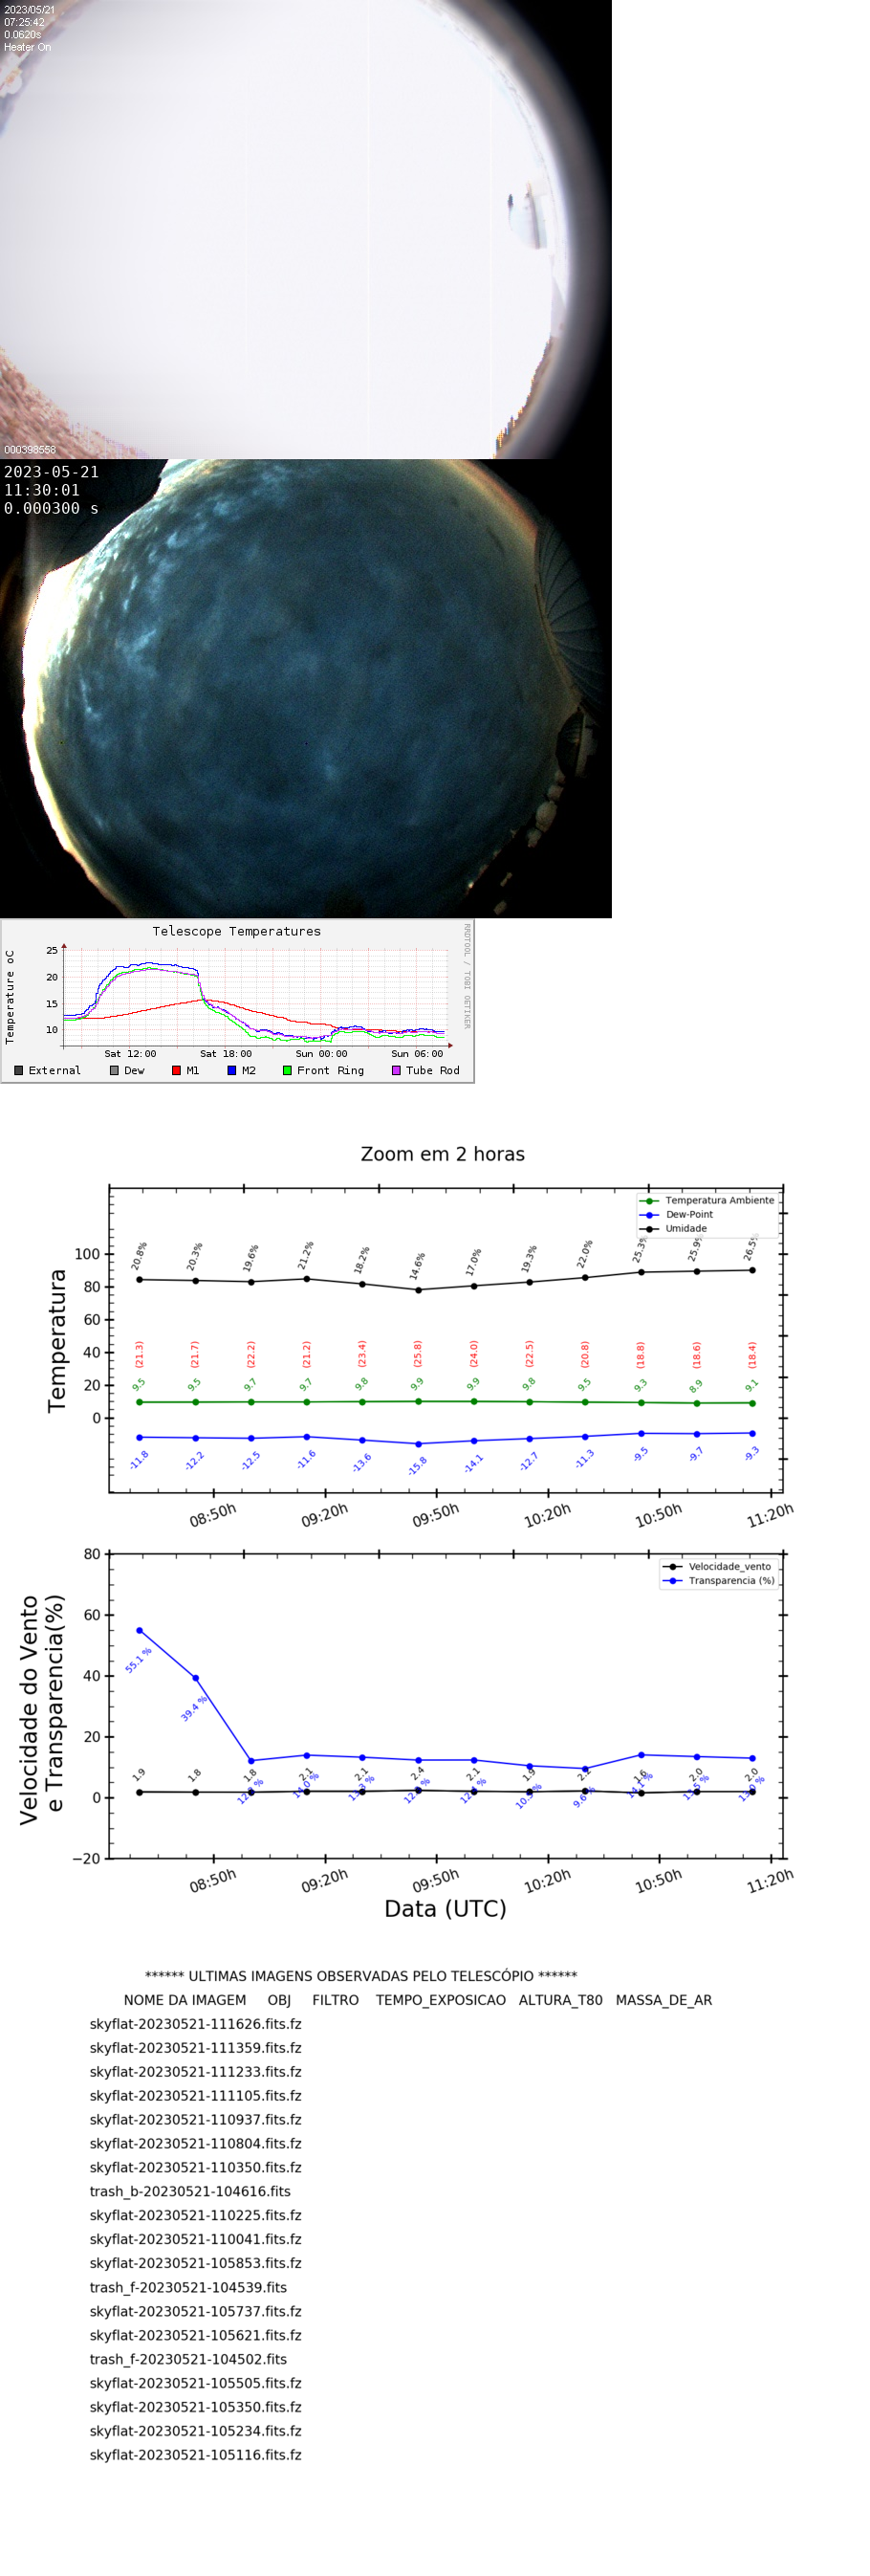 2023/05/21
07:25:42
0.0620s
Heater On
000398558
2023-05-21
11:30:01
0.000300 s
Telescope Temperatures
RRDTOOL / TOBI OETIKER
Temperature oC
25
20
15
10
Sat 12:00 Sat 18:00 Sun 00:00 Sun 06:00
External Dew M1 M2 Front Ring Tube Rod
Zoom em 2 horas
Temperatura
Temperatura Ambiente
Dew-Point
Umidade
100
80
60
40
20
0
20.8% 20.3% 19.6% 21.2% 18.2% 14.6% 17.0% 19.3% 22.0% 25.3% 25.9% 26.5%
(21.3) (21.7) (22.2) (21.2) (23.4) (25.8) (24.0) (22.5) (20.8) (18.8) (18.6) (18.4)
9.5 9.5 9.7 9.7 9.8 9.9 9.9 9.8 9.5 9.3 8.9 9.1
-11.8 -12.2 -12.5 -11.6 -13.6 -15.8 -14.1 -12.7 -11.3 -9.5 -9.7 -9.3
08:50h 09:20h 09:50h 10:20h 10:50h 11:20h
Velocidade do Vento
e Transparencia(%)
Velocidade_vento
Transparencia (%)
80
60
40
20
0
−20
55.1 % 39.4 %
1.9 1.8 1.8 2.1 2.1 2.4 2.1 1.9 2.0 2.0
08:50h 09:20h 09:50h 10:20h 10:50h 11:20h
Data (UTC)
****** ULTIMAS IMAGENS OBSERVADAS PELO TELESCÓPIO ******
NOME DA IMAGEM OBJ FILTRO TEMPO_EXPOSICAO ALTURA_T80 MASSA_DE_AR
skyflat-20230521-111626.fits.fz
skyflat-20230521-111359.fits.fz
skyflat-20230521-111233.fits.fz
skyflat-20230521-111105.fits.fz
skyflat-20230521-110937.fits.fz
skyflat-20230521-110804.fits.fz
skyflat-20230521-110350.fits.fz
trash_b-20230521-104616.fits
skyflat-20230521-110225.fits.fz
skyflat-20230521-110041.fits.fz
skyflat-20230521-105853.fits.fz
trash_f-20230521-104539.fits
skyflat-20230521-105737.fits.fz
skyflat-20230521-105621.fits.fz
trash_f-20230521-104502.fits
skyflat-20230521-105505.fits.fz
skyflat-20230521-105350.fits.fz
skyflat-20230521-105234.fits.fz
skyflat-20230521-105116.fits.fz